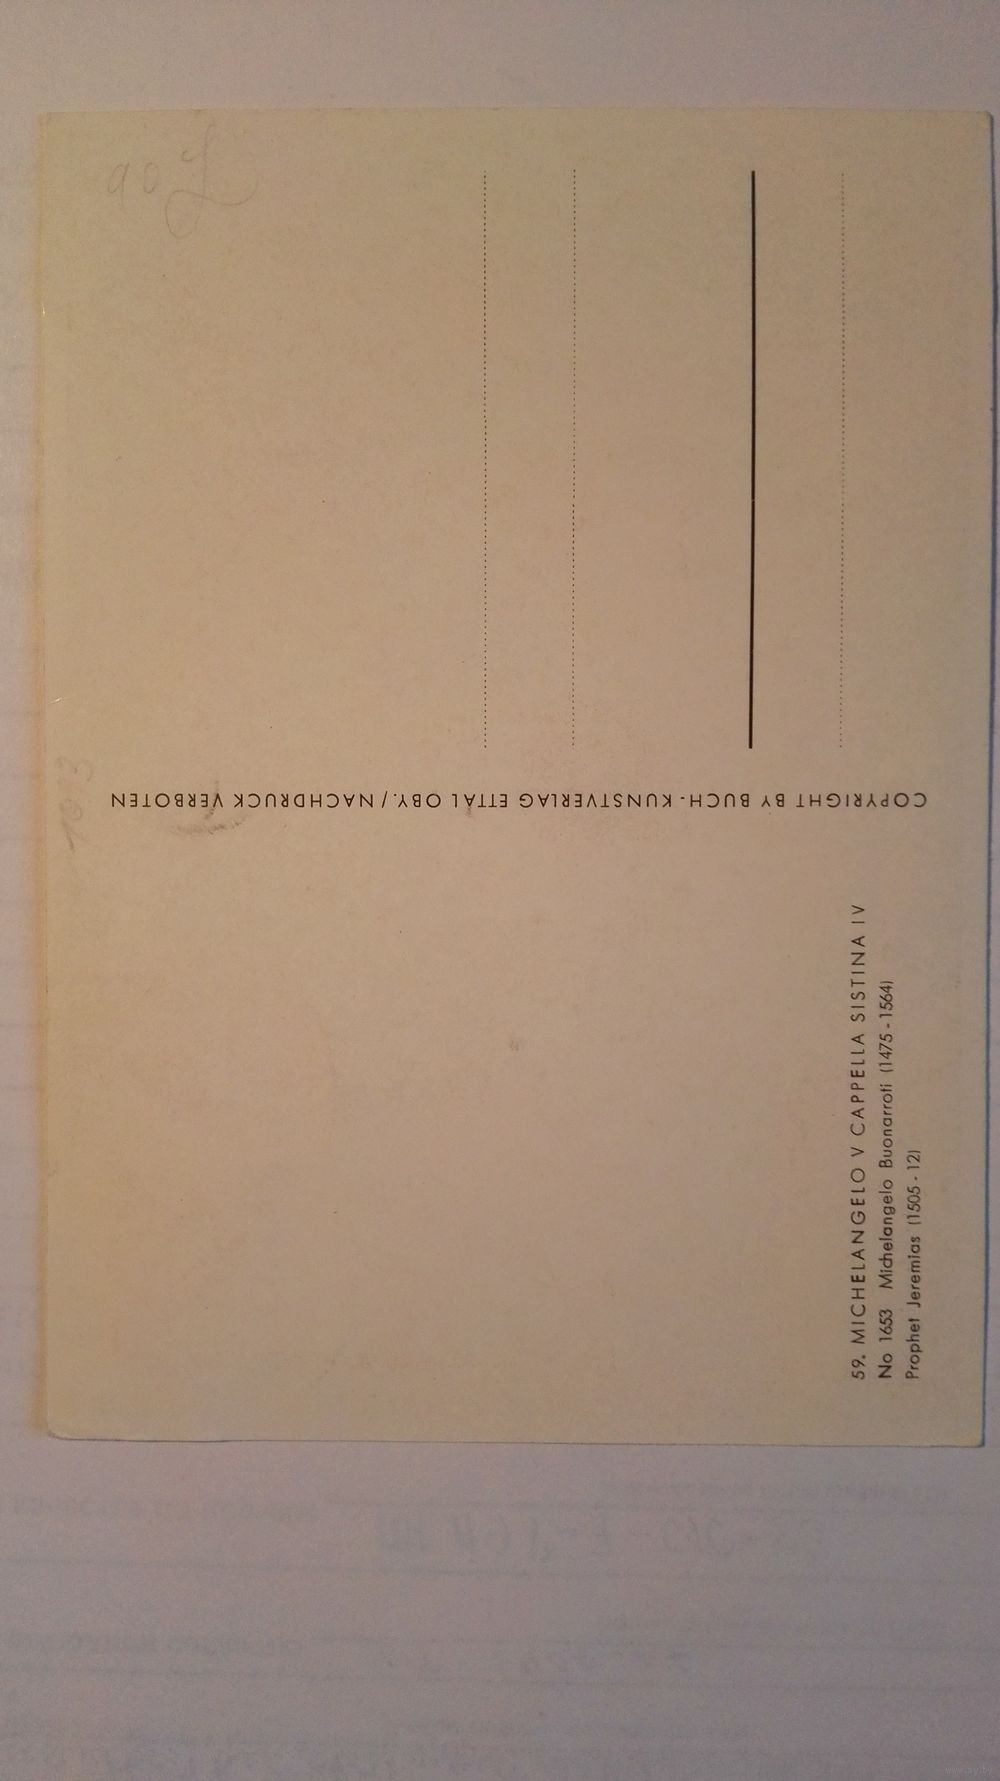 59. MICHELANGELO V CAPPELLA SISTINA IV
No 1653 Michelangelo Buonarroti (1475-1564)
Prophet Jeremias (1505-12)
COPYRIGHT BY BUCH-KUNSTVERLAG ETTAL OBY. / NACHDRUCK VERBOTEN
90